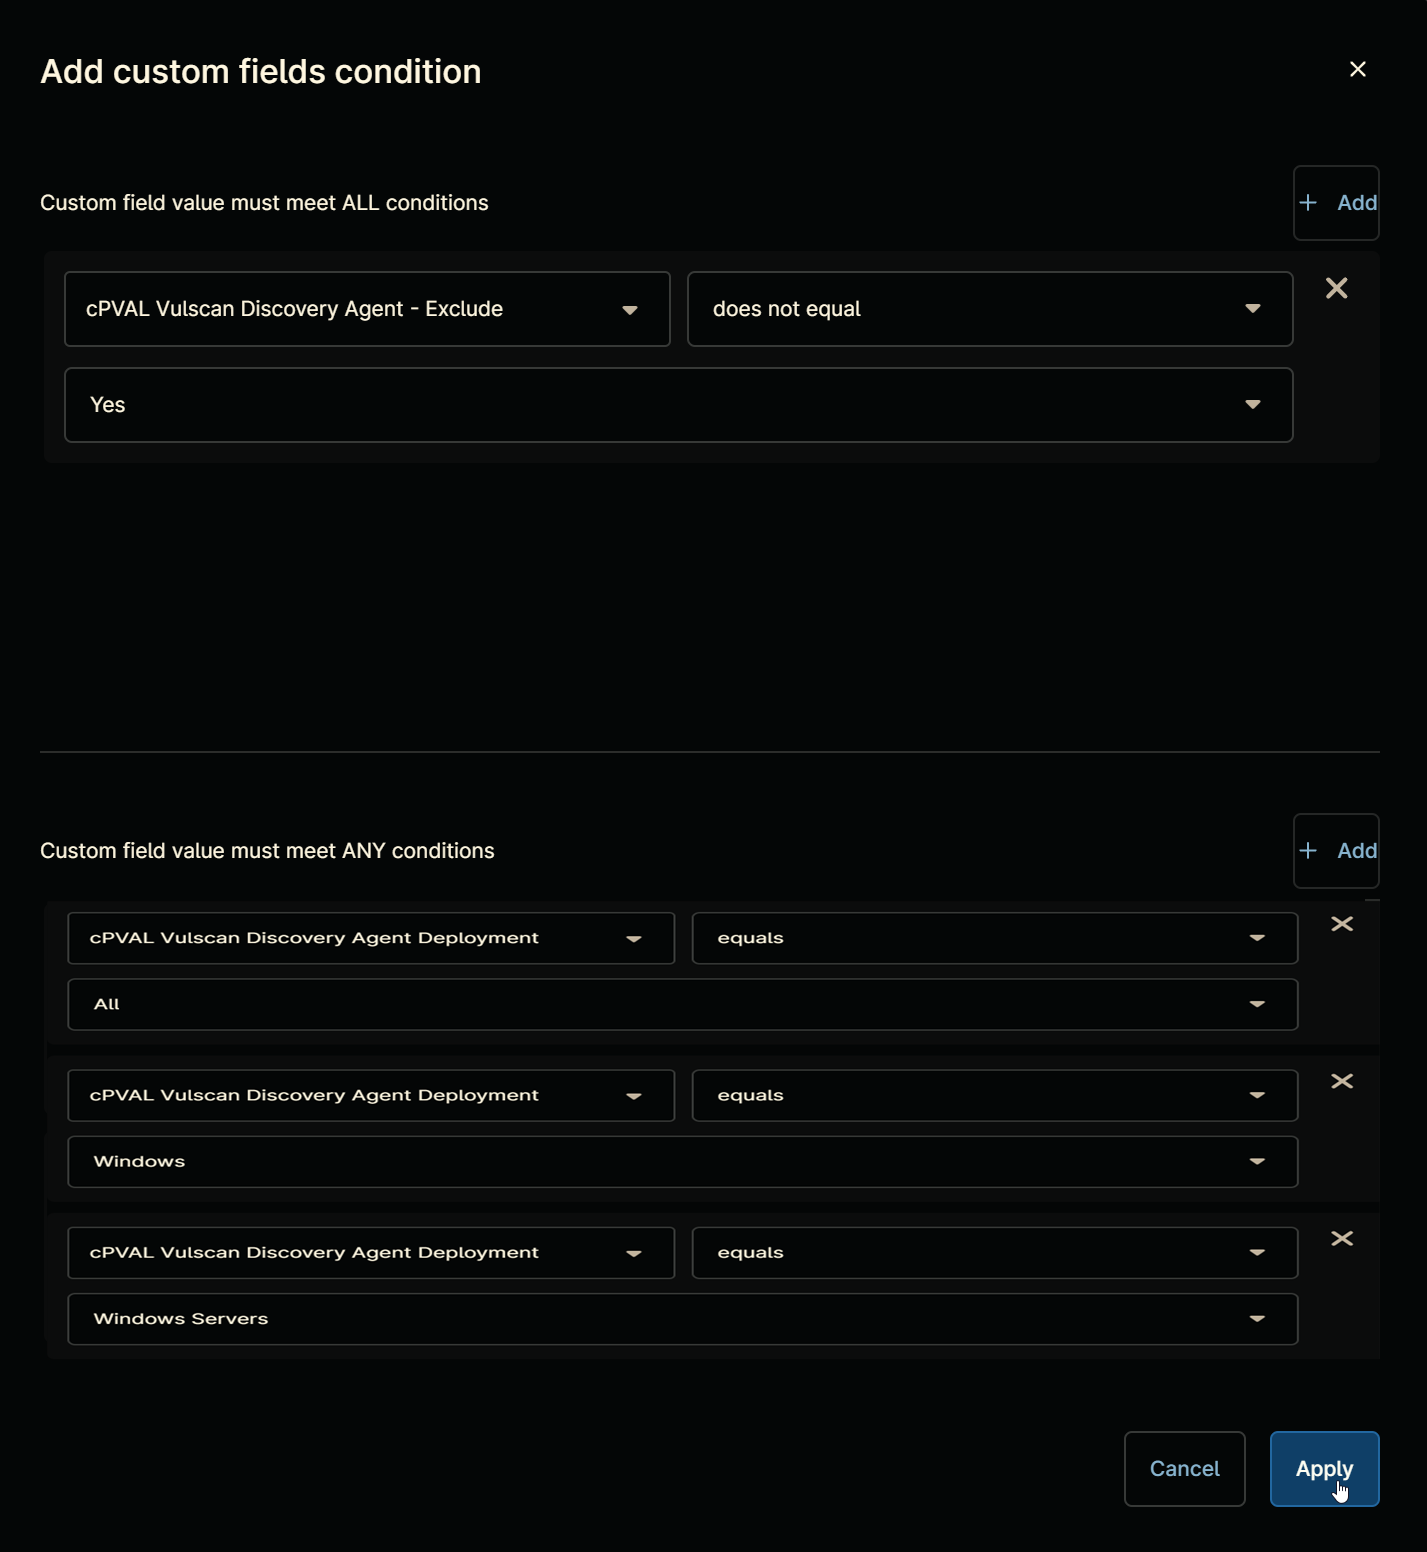 Add custom fields condition
Custom field value must meet ALL conditions
+ Add
cPVAL Vulscan Discovery Agent - Exclude
does not equal
Yes
Custom field value must meet ANY conditions
+ Add
cPVAL Vulscan Discovery Agent Deployment
equals
All
cPVAL Vulscan Discovery Agent Deployment
equals
Windows
cPVAL Vulscan Discovery Agent Deployment
equals
Windows Servers
Cancel
Apply